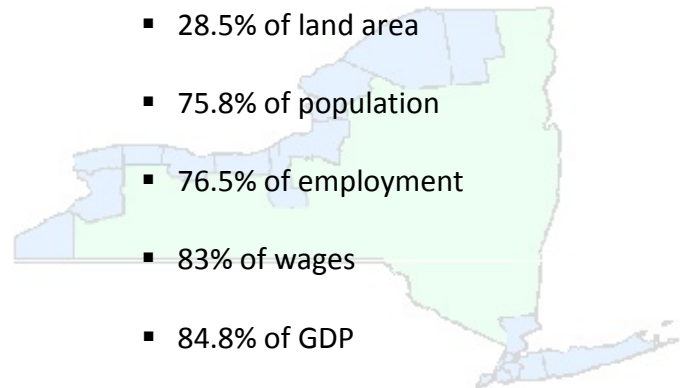 ▪ 28.5% of land area
▪ 75.8% of population
▪ 76.5% of employment
▪ 83% of wages
▪ 84.8% of GDP